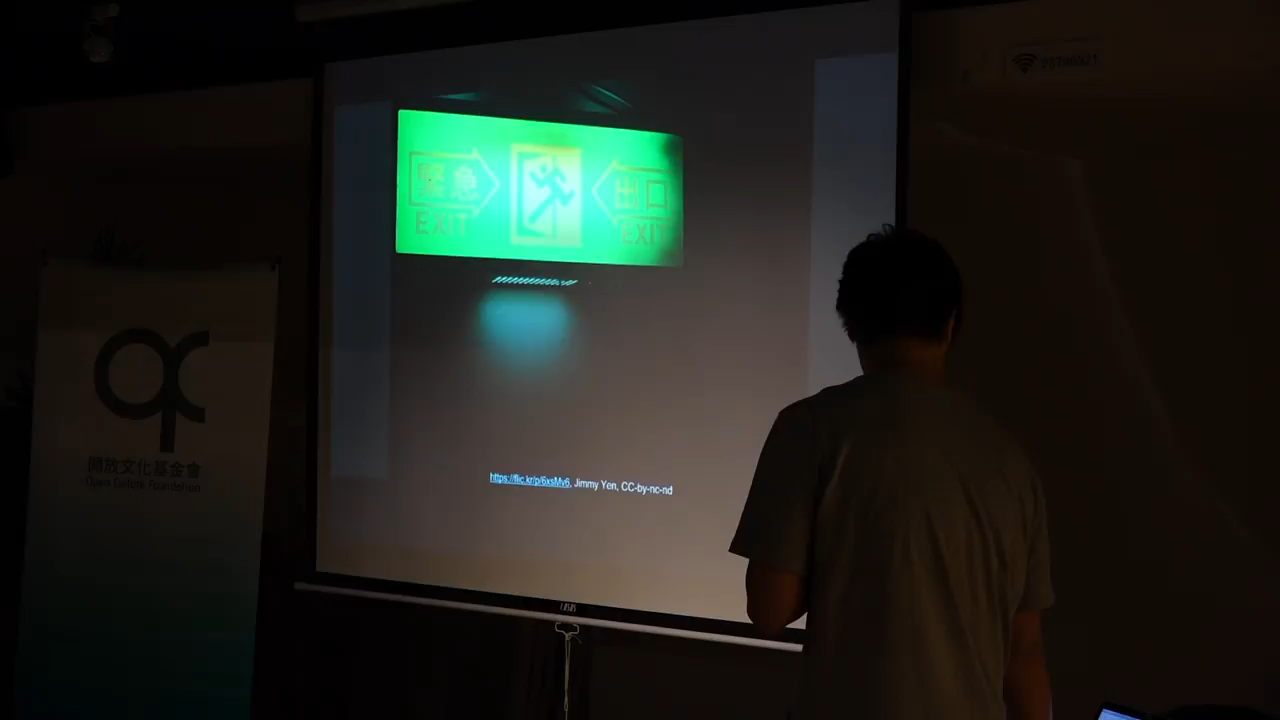 緊急
EXIT
出口
EXIT
https://flic.kr/p/6xsMv6, Jimmy Yen, CC-by-nc-nd
開放文化基金會
Open Culture Foundation